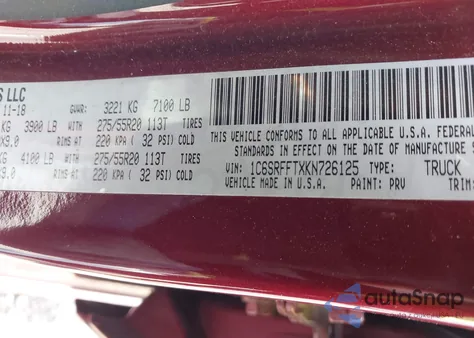 S LLC
11-18 GVWR: 3221 KG 7100 LB
KG 3900 LB WITH 275/55R20 113T TIRES
X9.0 RIMS AT 220 KPA ( 32 PSI) COLD
KG 4100 LB WITH 275/55R20 113T TIRES
X9.0 RIMS AT 220 KPA ( 32 PSI) COLD
THIS VEHICLE CONFORMS TO ALL APPLICABLE U.S.A. FEDERAL
STANDARDS IN EFFECT ON THE DATE OF MANUFACTURE S
VIN: 1C6SRFFTXKN726125 TYPE: TRUCK
VEHICLE MADE IN U.S.A. PAINT: PRV TRIM:
autoSnap